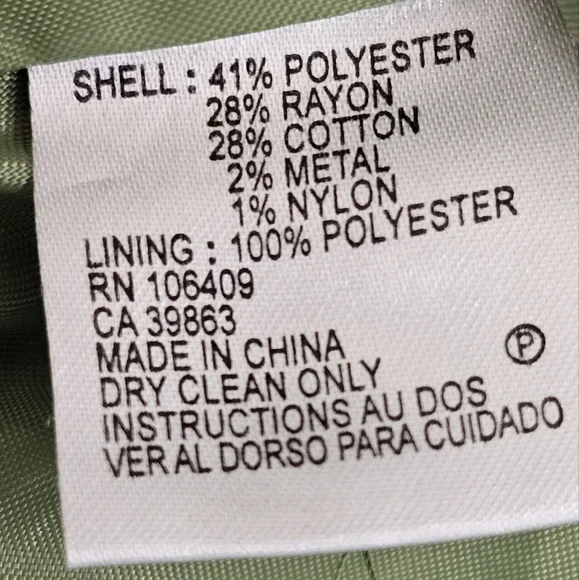 SHELL : 41% POLYESTER
28% RAYON
28% COTTON
2% METAL
1% NYLON
LINING : 100% POLYESTER
RN 106409
CA 39863
MADE IN CHINA
DRY CLEAN ONLY
INSTRUCTIONS AU DOS
VER AL DORSO PARA CUIDADO
P